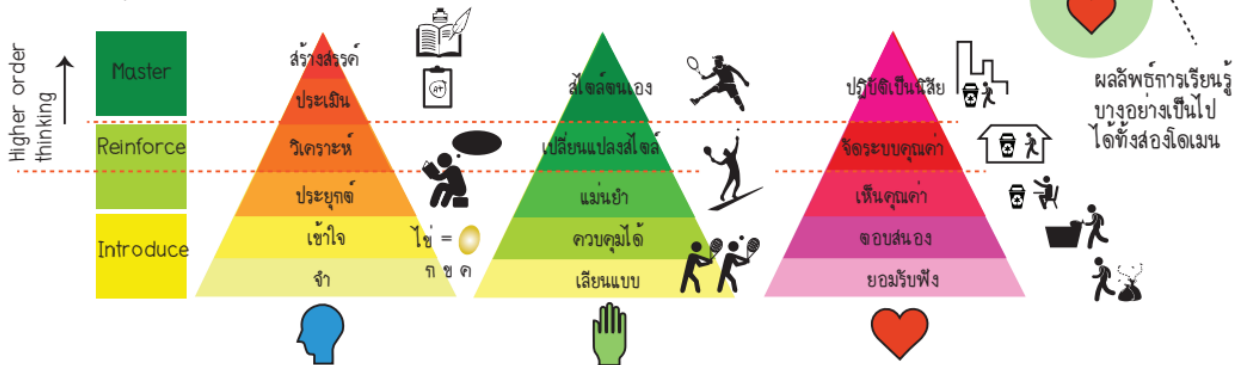 Higher order
thinking
Master
Reinforce
Introduce
สร้างสรรค์
ประเมิน
วิเคราะห์
ประยุกต์
เข้าใจ
จำ
ไข่ =
ก ข ค
A+
สไตล์ตนเอง
เปลี่ยนแปลงสไตล์
แม่นยำ
ควบคุมได้
เลียนแบบ
ปฏิบัติเป็นนิสัย
จัดระบบคุณค่า
เห็นคุณค่า
ตอบสนอง
ยอมรับฟัง
ผลลัพธ์การเรียนรู้
บางอย่างเป็นไป
ได้ทั้งสองโดเมน